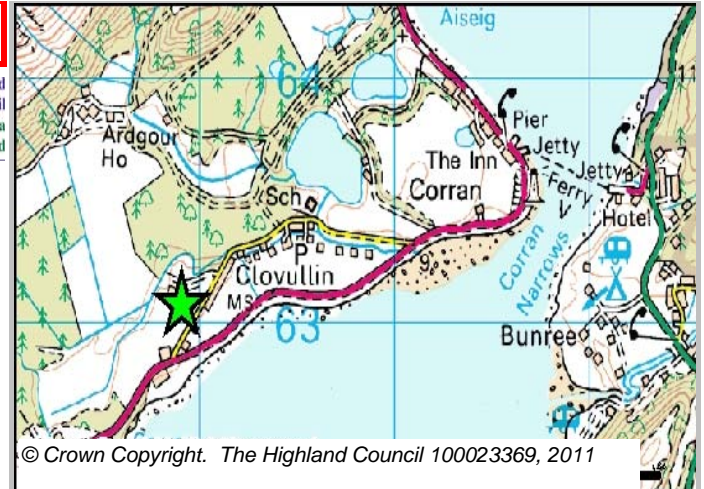 Aiseig
64
Ardgour
Ho
Pier
Jetty
The Inn
Corran
Jetty
Ferry
V
Hotel
Sch
P
Clovullin
MS
9
Corran
Narrows
63
Bunree
© Crown Copyright. The Highland Council 100023369, 2011